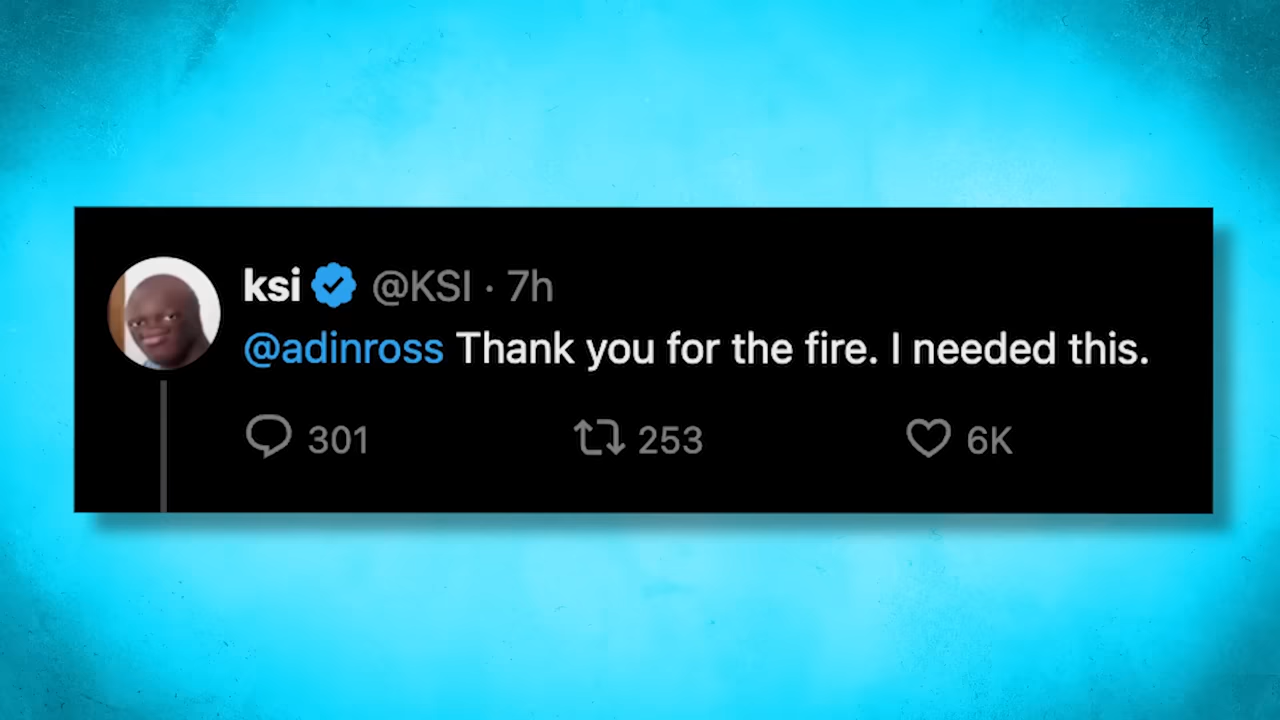 ksi @KSI · 7h
@adinross Thank you for the fire. I needed this.
301 253 6K